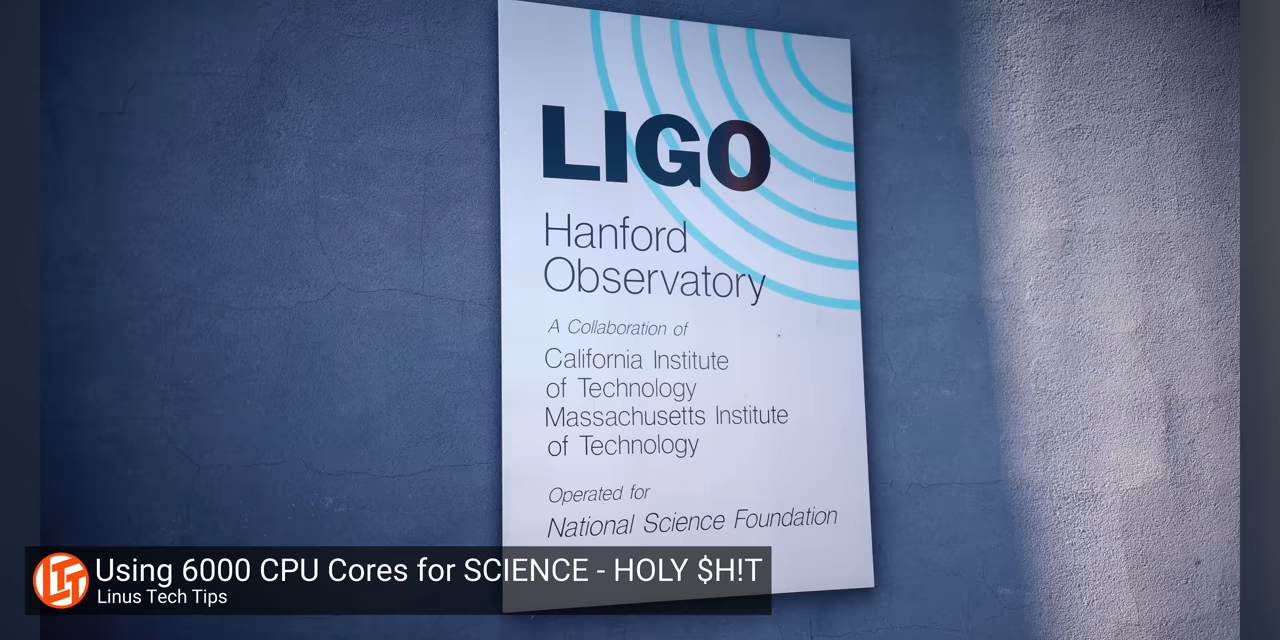 LIGO
Hanford
Observatory
A Collaboration of
California Institute
of Technology
Massachusetts Institute
of Technology
Operated for
National Science Foundation
LTT
Using 6000 CPU Cores for SCIENCE - HOLY $H!T
Linus Tech Tips